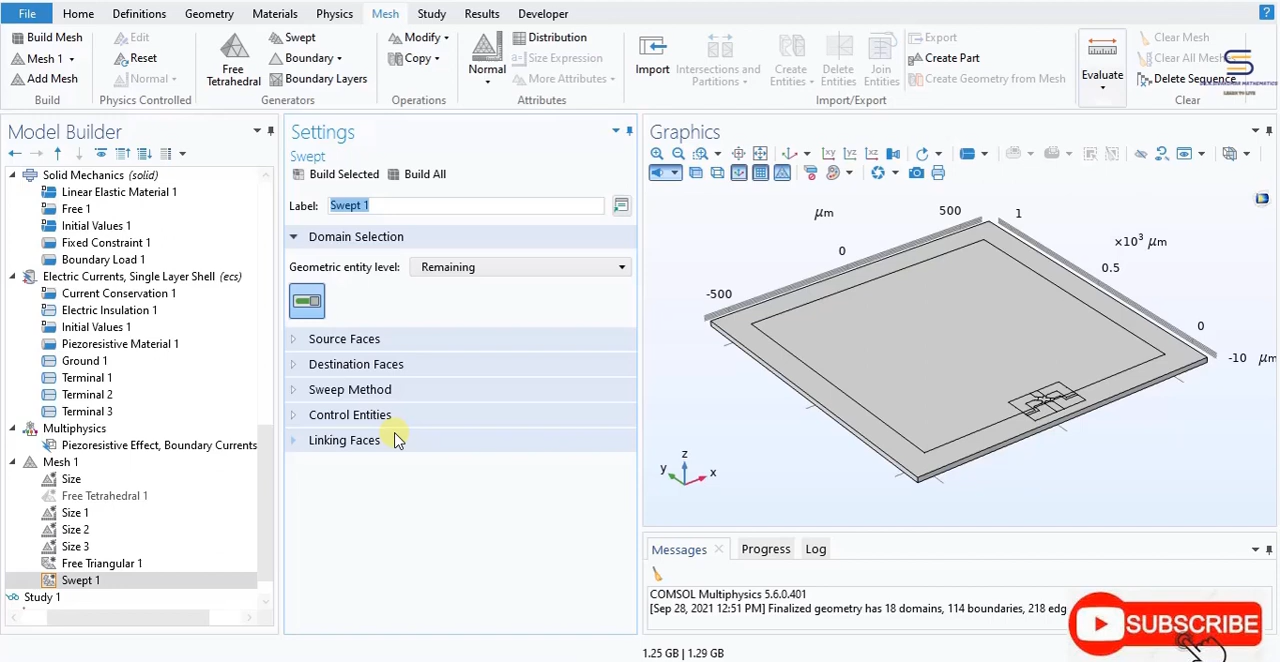 File Home Definitions Geometry Materials Physics Mesh Study Results Developer ?
Build Mesh
Mesh 1
Add Mesh
Build
Edit
Reset
Normal
Physics Controlled
Free
Tetrahedral
Swept
Boundary
Boundary Layers
Generators
Modify
Copy
Operations
Normal
Distribution
Size Expression
More Attributes
Attributes
Import
Intersections and
Partitions
Create
Entities
Delete
Entities
Join
Entities
Export
Create Part
Create Geometry from Mesh
Import/Export
Evaluate
Clear Mesh
Clear All Meshes
Delete Sequence
Clear
Model Builder
Solid Mechanics (solid)
Linear Elastic Material 1
Free 1
Initial Values 1
Fixed Constraint 1
Boundary Load 1
Electric Currents, Single Layer Shell (ecs)
Current Conservation 1
Electric Insulation 1
Initial Values 1
Piezoresistive Material 1
Ground 1
Terminal 1
Terminal 2
Terminal 3
Multiphysics
Piezoresistive Effect, Boundary Currents
Mesh 1
Size
Free Tetrahedral 1
Size 1
Size 2
Size 3
Free Triangular 1
Swept 1
Study 1
Settings
Swept
Build Selected Build All
Label: Swept 1
Domain Selection
Geometric entity level: Remaining
Source Faces
Destination Faces
Sweep Method
Control Entities
Linking Faces
Graphics
xy yz xz
μm
500
1
×10³ μm
0
0.5
-500
0
-10 μm
z
y
x
Messages Progress Log
COMSOL Multiphysics 5.6.0.401
[Sep 28, 2021 12:51 PM] Finalized geometry has 18 domains, 114 boundaries, 218 edg
SUBSCRIBE
1.25 GB | 1.29 GB